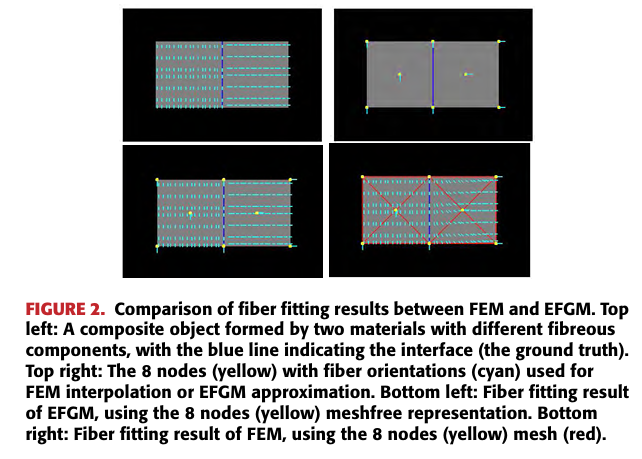 FIGURE 2. Comparison of fiber fitting results between FEM and EFGM. Top
left: A composite object formed by two materials with different fibreous
components, with the blue line indicating the interface (the ground truth).
Top right: The 8 nodes (yellow) with fiber orientations (cyan) used for
FEM interpolation or EFGM approximation. Bottom left: Fiber fitting result
of EFGM, using the 8 nodes (yellow) meshfree representation. Bottom
right: Fiber fitting result of FEM, using the 8 nodes (yellow) mesh (red).